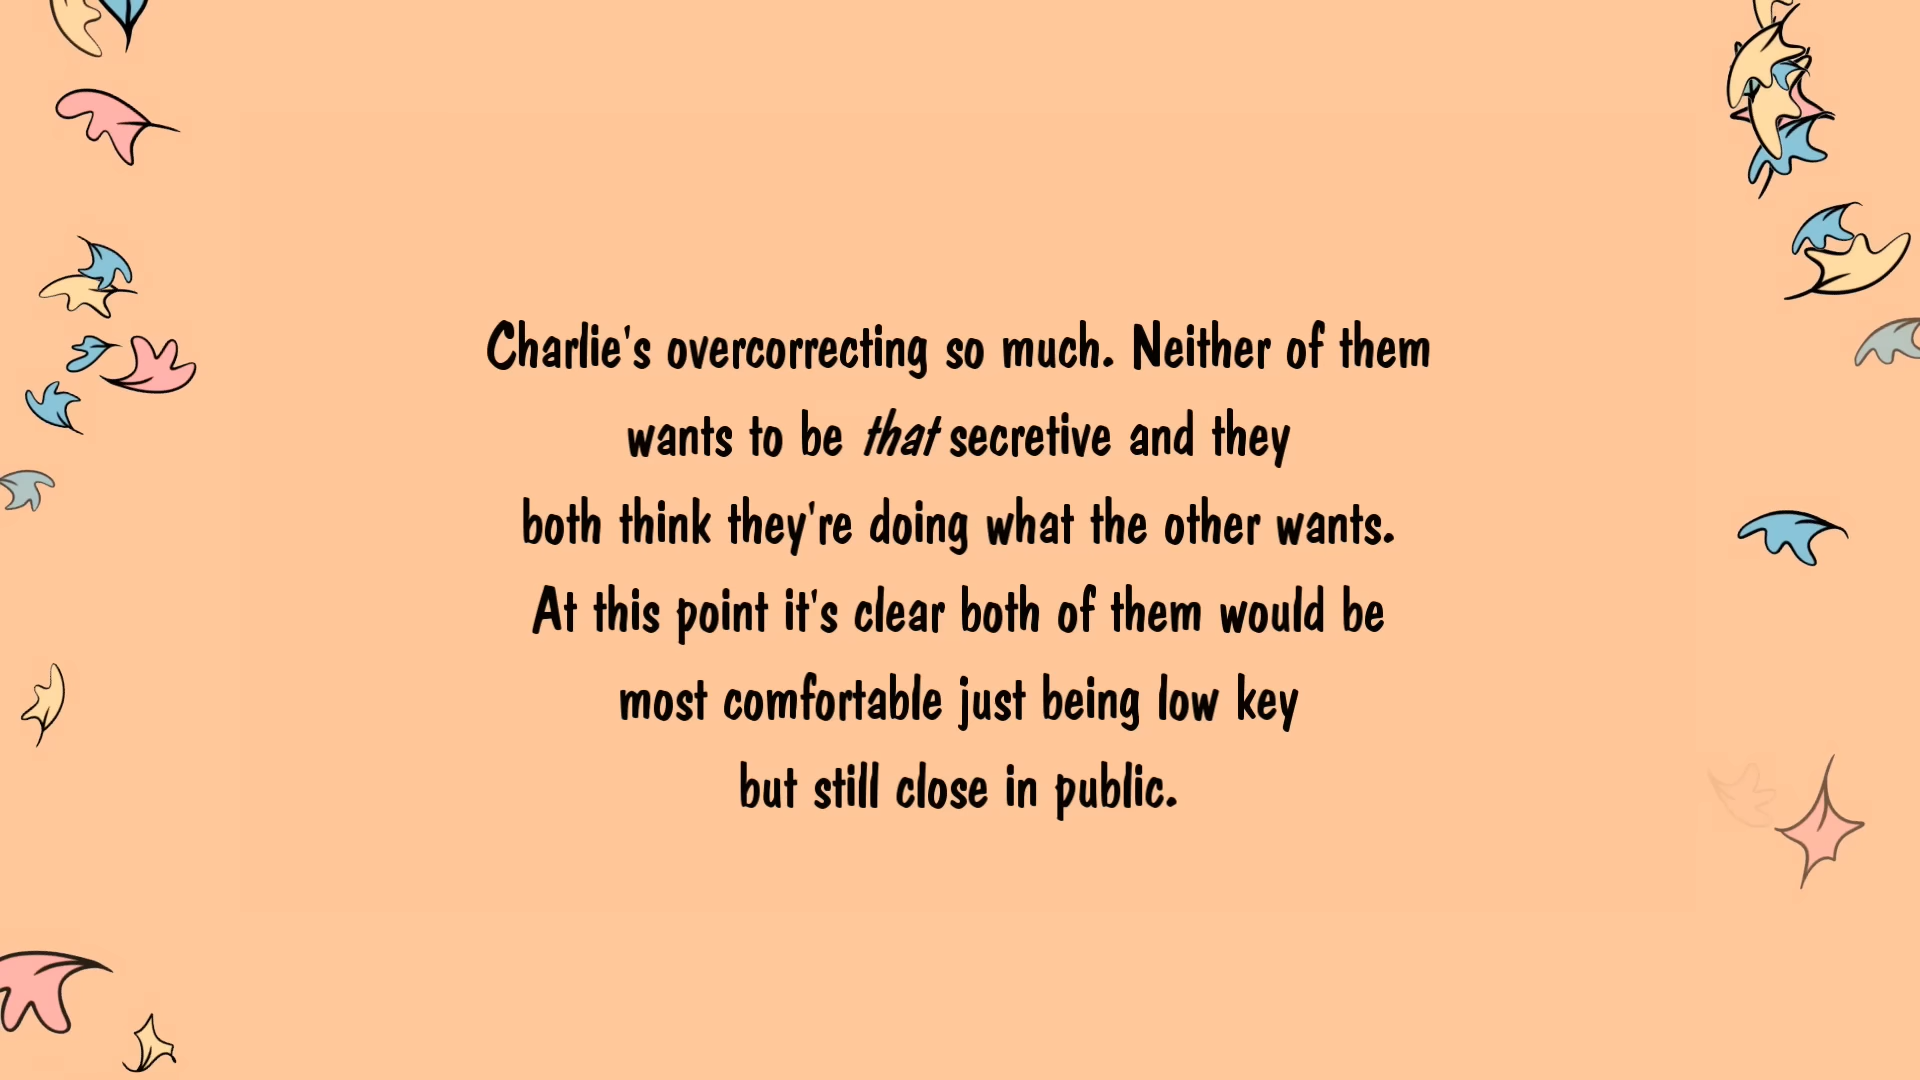 Charlie's overcorrecting so much. Neither of them
wants to be that secretive and they
both think they're doing what the other wants.
At this point it's clear both of them would be
most comfortable just being low key
but still close in public.